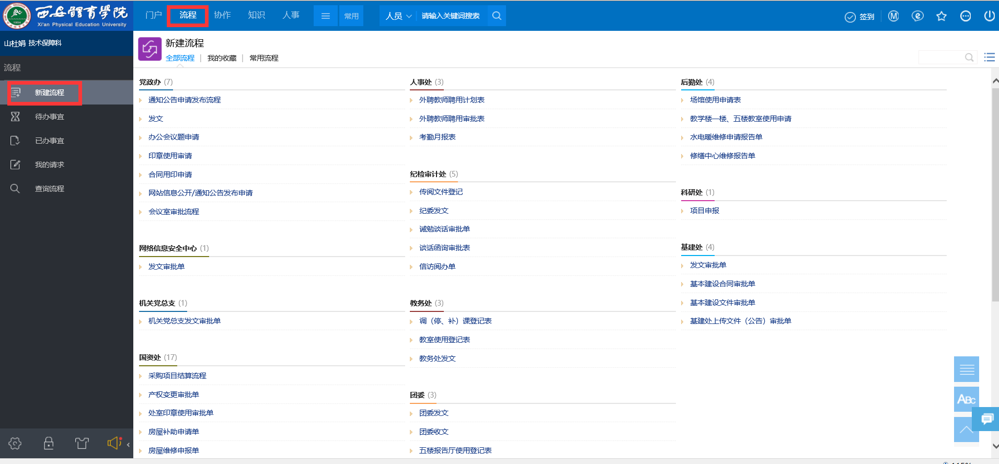 西安體育學院
Xi'an Physical Education University
门户 流程 协作 知识 人事 常用 人员 请输入关键词搜索 签到
山杜娟 技术保障科
流程
新建流程
待办事宜
已办事宜
我的请求
查询流程
新建流程
全部流程 | 我的收藏 | 常用流程
党政办 (7)
通知公告申请发布流程
发文
办公会议题申请
印章使用审请
合同用印申请
网站信息公开/通知公告发布申请
会议室审批流程
网络信息安全中心 (1)
发文审批单
机关党总支 (1)
机关党总支发文审批单
国资处 (17)
采购项目结算流程
产权变更审批单
处室印章使用审批单
房屋补助申请单
房屋维修申报单
人事处 (3)
外聘教师聘用计划表
外聘教师聘用审批表
考勤月报表
纪检审计处 (5)
传阅文件登记
纪委发文
诫勉谈话审批单
谈话函询审批表
信访阅办单
教务处 (3)
调（停、补）课登记表
教室使用登记表
教务处发文
团委 (3)
团委发文
团委收文
五楼报告厅使用登记表
后勤处 (4)
场馆使用申请表
教学楼一楼、五楼教室使用申请
水电暖维修申请报告单
修缮中心维修报告单
科研处 (1)
项目申报
基建处 (4)
发文审批单
基本建设合同审批单
基本建设文件审批单
基建处上传文件（公告）审批单
ABC